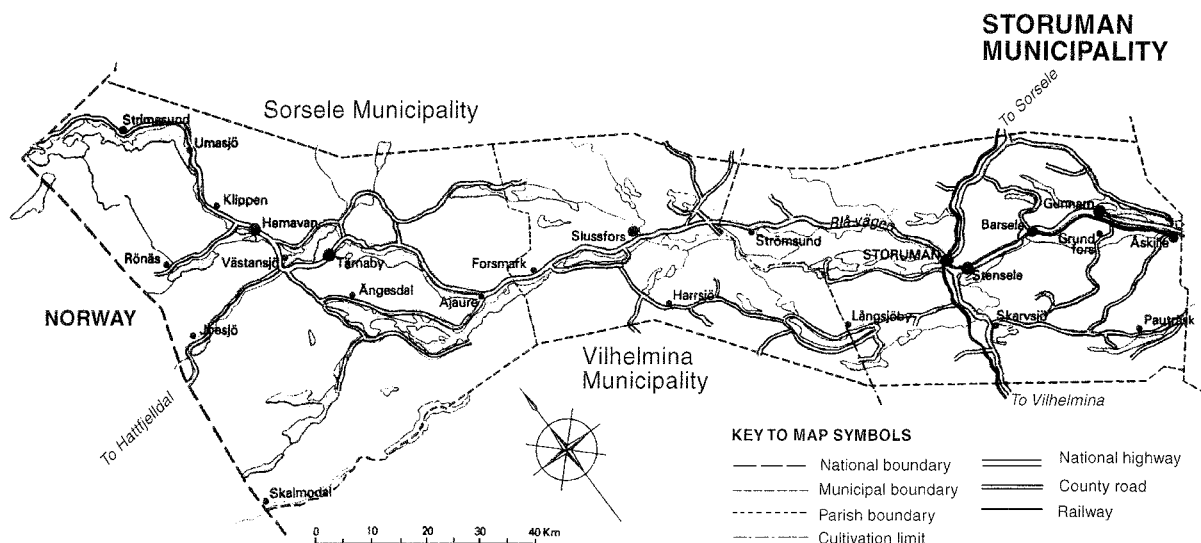 STORUMAN
MUNICIPALITY
To Sorsele
Sorsele Municipality
Strimasund
Umasjö
Klippen
Hemavan
Rönäs
Västansjö
Tärnaby
Ängesdal
Ajaure
Forsmark
Slussfors
Strömsund
Blå vägen
STORUMAN
Stensele
Barsele
Gunnarn
Grund
fors
Åskilje
Harrsjö
Långsjöby
Skarvsjö
Pauträsk
Joesjö
NORWAY
Vilhelmina
Municipality
To Hattfjelldal
To Vilhelmina
Skalmodal
KEY TO MAP SYMBOLS
National boundary
Municipal boundary
Parish boundary
Cultivation limit
National highway
County road
Railway
0 10 20 30 40 Km